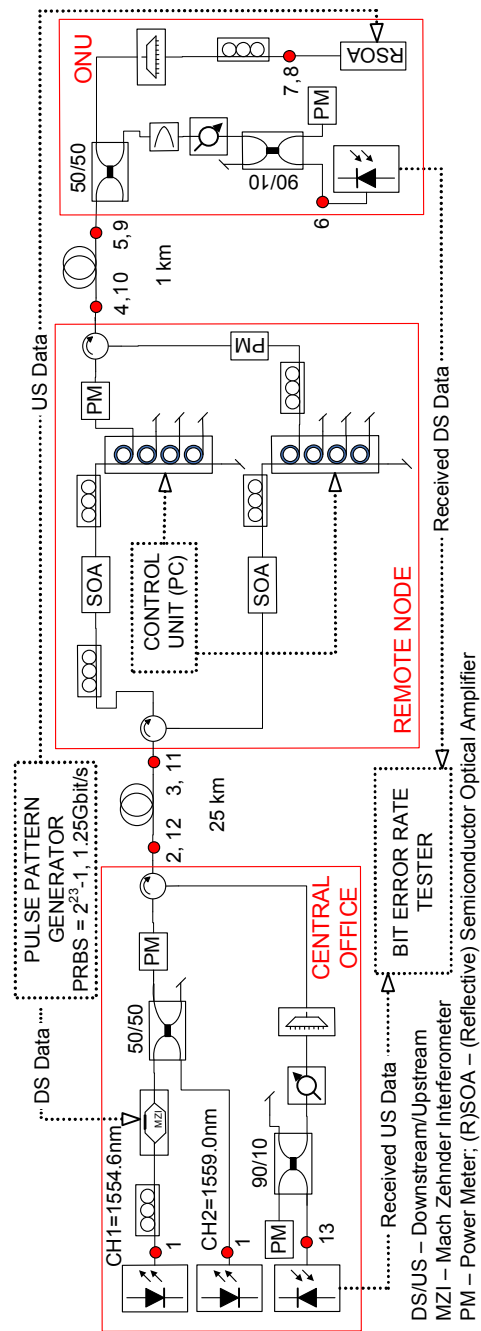 PULSE PATTERN
GENERATOR
PRBS = 2²³-1, 1.25Gbit/s
DS Data
US Data
CH1=1554.6nm
MZI
50/50
PM
1
CH2=1559.0nm
1
90/10
PM
13
CENTRAL
OFFICE
2, 12
3, 11
25 km
SOA
CONTROL
UNIT (PC)
SOA
PM
PM
REMOTE NODE
4,10
5,9
1 km
50/50
ONU
90/10
PM
6
7,8
RSOA
Received US Data
BIT ERROR RATE
TESTER
Received DS Data
DS/US – Downstream/Upstream
MZI – Mach Zehnder Interferometer
PM – Power Meter; (R)SOA – (Reflective) Semiconductor Optical Amplifier